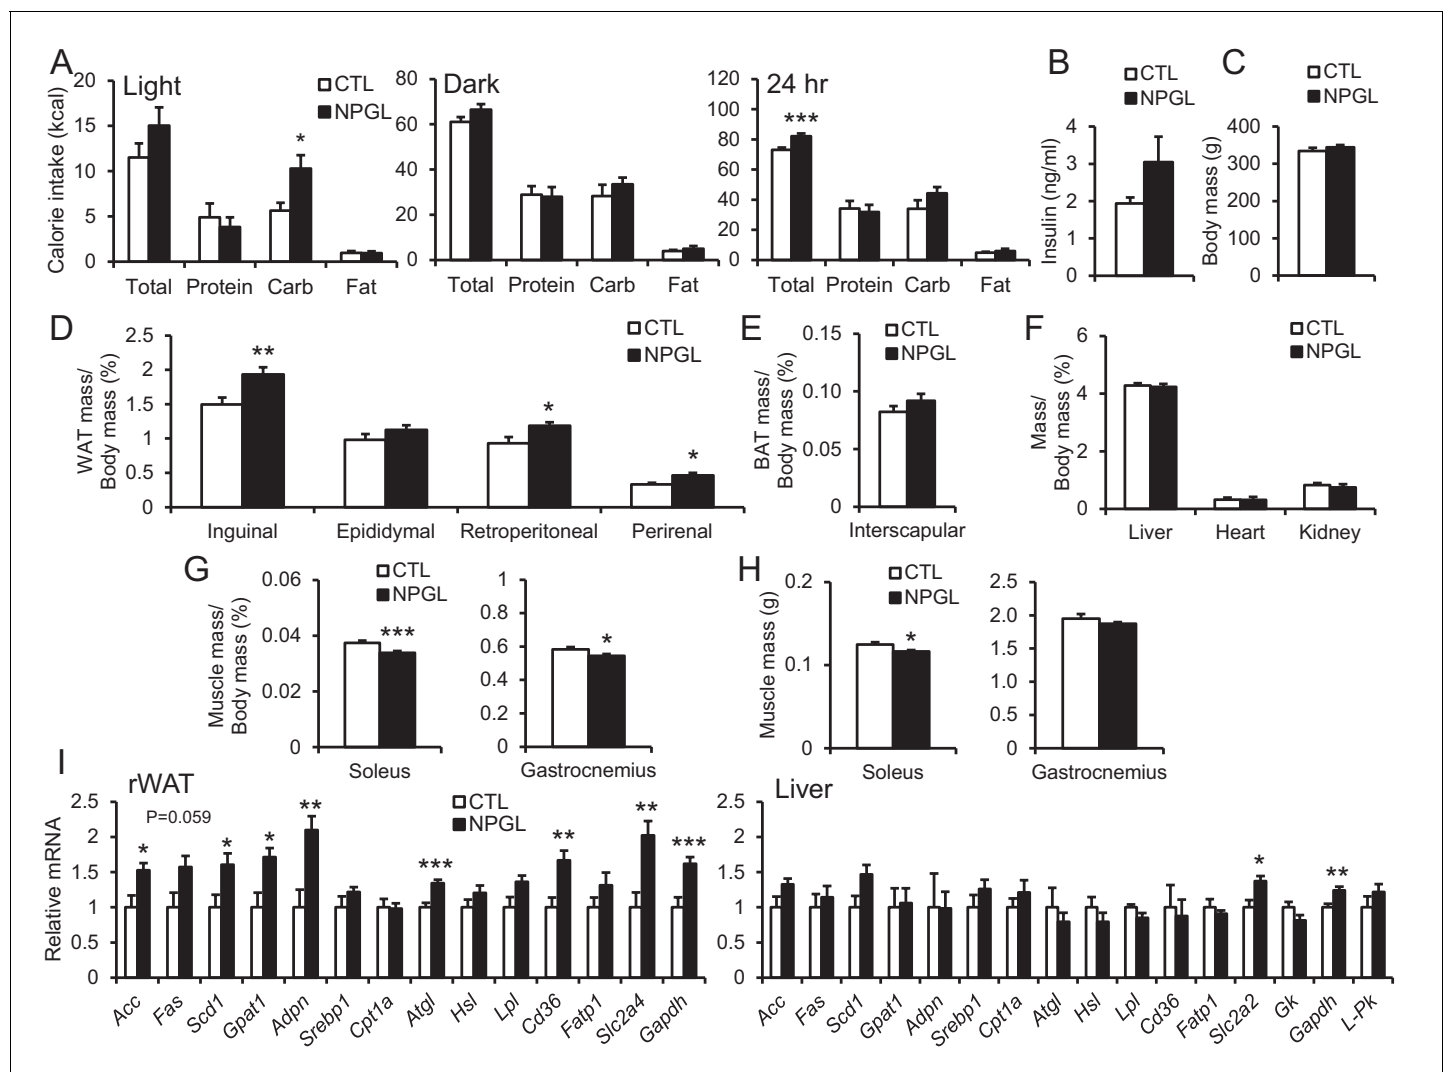 A
Light
CTL
NPGL
Calorie intake (kcal)
20
15
10
5
0
*
Total Protein Carb Fat
Dark
80
60
40
20
0
Total Protein Carb Fat
24 hr
120
100
80
60
40
20
0
***
Total Protein Carb Fat
B
CTL
NPGL
Insulin (ng/ml)
4
3
2
1
0
C
CTL
NPGL
Body mass (g)
400
300
200
100
0
D
CTL
NPGL
WAT mass/
Body mass (%)
2.5
2
1.5
1
0.5
0
**
*
*
Inguinal Epididymal Retroperitoneal Perirenal
E
CTL
NPGL
BAT mass/
Body mass (%)
0.15
0.10
0.05
0
Interscapular
F
CTL
NPGL
Mass/
Body mass (%)
6
4
2
0
Liver Heart Kidney
G
CTL
NPGL
Muscle mass/
Body mass (%)
0.06
0.04
0.02
0
***
Soleus
1
0.8
0.6
0.4
0.2
0
*
Gastrocnemius
H
CTL
NPGL
Muscle mass (g)
0.2
0.1
0
*
Soleus
2.5
2.0
1.5
1.0
0.5
0
Gastrocnemius
I
rWAT
CTL
NPGL
P=0.059
Relative mRNA
2.5
2
1.5
1
0.5
0
* * * ** *** ** ** ***
Acc Fas Scd1 Gpat1 Adpn Srebp1 Cpt1a Atgl Hsl Lpl Cd36 Fatp1 Slc2a4 Gapdh
Liver
2.5
2
1.5
1
0.5
0
* **
Acc Fas Scd1 Gpat1 Adpn Srebp1 Cpt1a Atgl Hsl Lpl Cd36 Fatp1 Slc2a2 Gk Gapdh L-Pk